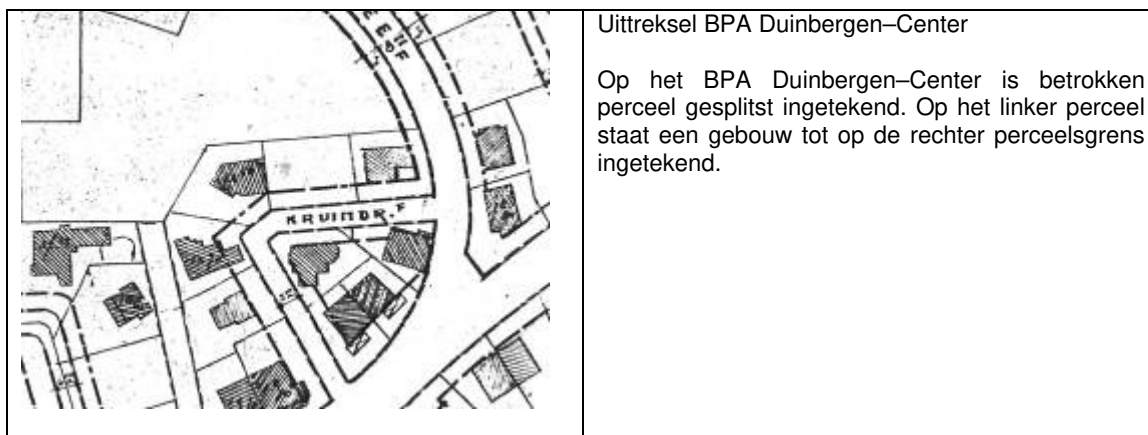 Uittreksel BPA Duinbergen–Center
Op het BPA Duinbergen–Center is betrokken
perceel gesplitst ingetekend. Op het linker perceel
staat een gebouw tot op de rechter perceelsgrens
ingetekend.
KRUINDR.